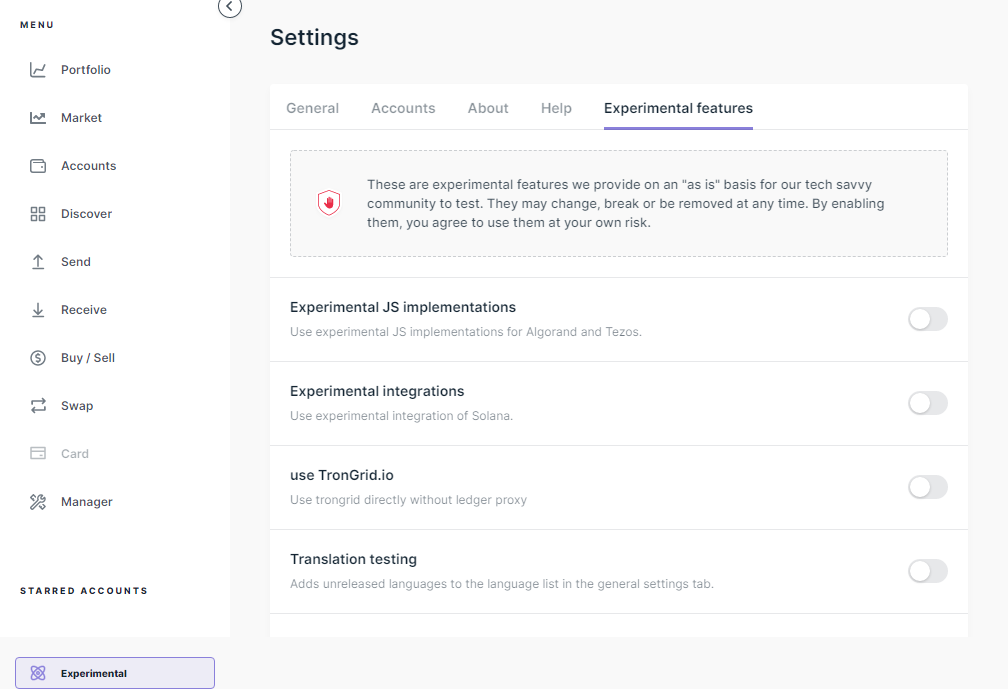 MENU
Portfolio
Market
Accounts
Discover
Send
Receive
Buy / Sell
Swap
Card
Manager
STARRED ACCOUNTS
Experimental
Settings
General Accounts About Help Experimental features
These are experimental features we provide on an "as is" basis for our tech savvy
community to test. They may change, break or be removed at any time. By enabling
them, you agree to use them at your own risk.
Experimental JS implementations
Use experimental JS implementations for Algorand and Tezos.
Experimental integrations
Use experimental integration of Solana.
use TronGrid.io
Use trongrid directly without ledger proxy
Translation testing
Adds unreleased languages to the language list in the general settings tab.